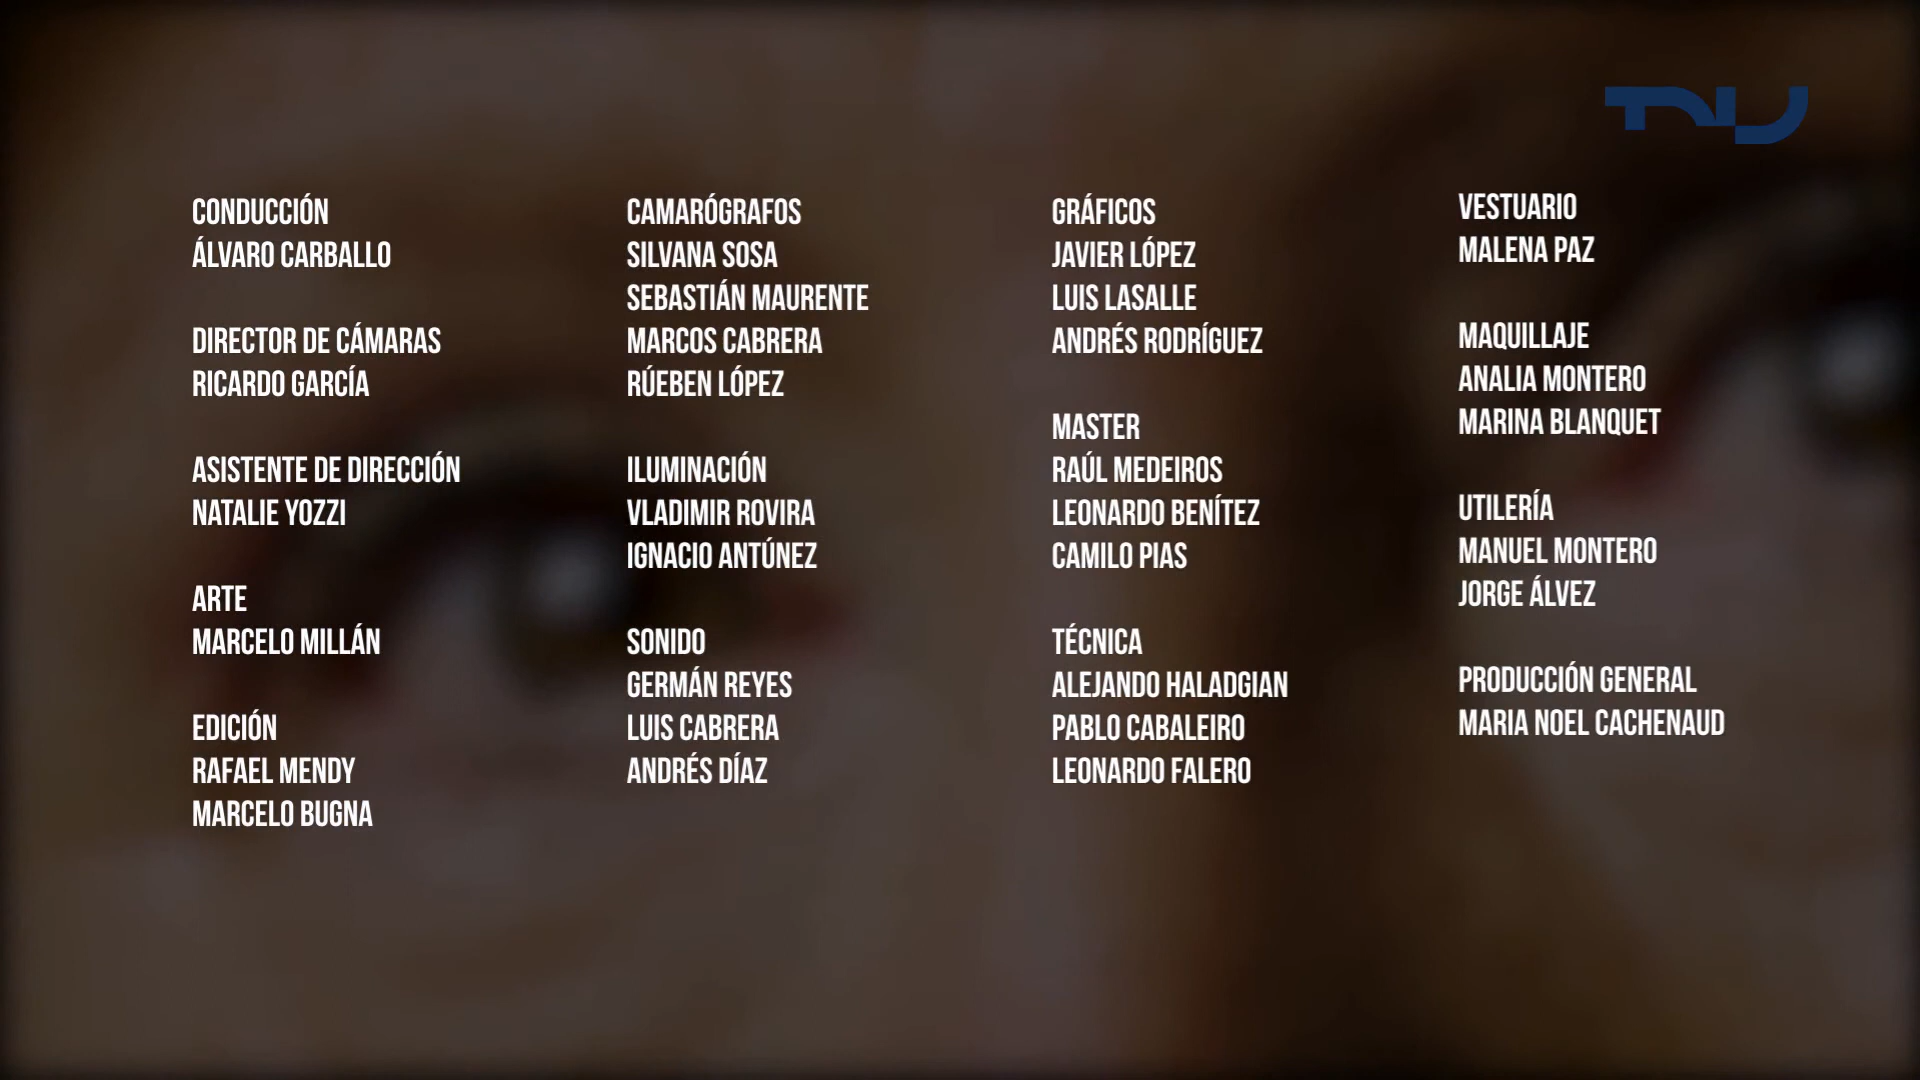 CONDUCCIÓN
ÁLVARO CARBALLO
DIRECTOR DE CÁMARAS
RICARDO GARCÍA
ASISTENTE DE DIRECCIÓN
NATALIE YOZZI
ARTE
MARCELO MILLÁN
EDICIÓN
RAFAEL MENDY
MARCELO BUGNA
CAMARÓGRAFOS
SILVANA SOSA
SEBASTIÁN MAURENTE
MARCOS CABRERA
RÚEBEN LÓPEZ
ILUMINACIÓN
VLADIMIR ROVIRA
IGNACIO ANTÚNEZ
SONIDO
GERMÁN REYES
LUIS CABRERA
ANDRÉS DÍAZ
GRÁFICOS
JAVIER LÓPEZ
LUIS LASALLE
ANDRÉS RODRÍGUEZ
MASTER
RAÚL MEDEIROS
LEONARDO BENÍTEZ
CAMILO PIAS
TÉCNICA
ALEJANDO HALADGIAN
PABLO CABALEIRO
LEONARDO FALERO
VESTUARIO
MALENA PAZ
MAQUILLAJE
ANALIA MONTERO
MARINA BLANQUET
UTILERÍA
MANUEL MONTERO
JORGE ÁLVEZ
PRODUCCIÓN GENERAL
MARIA NOEL CACHENAUD
TNU